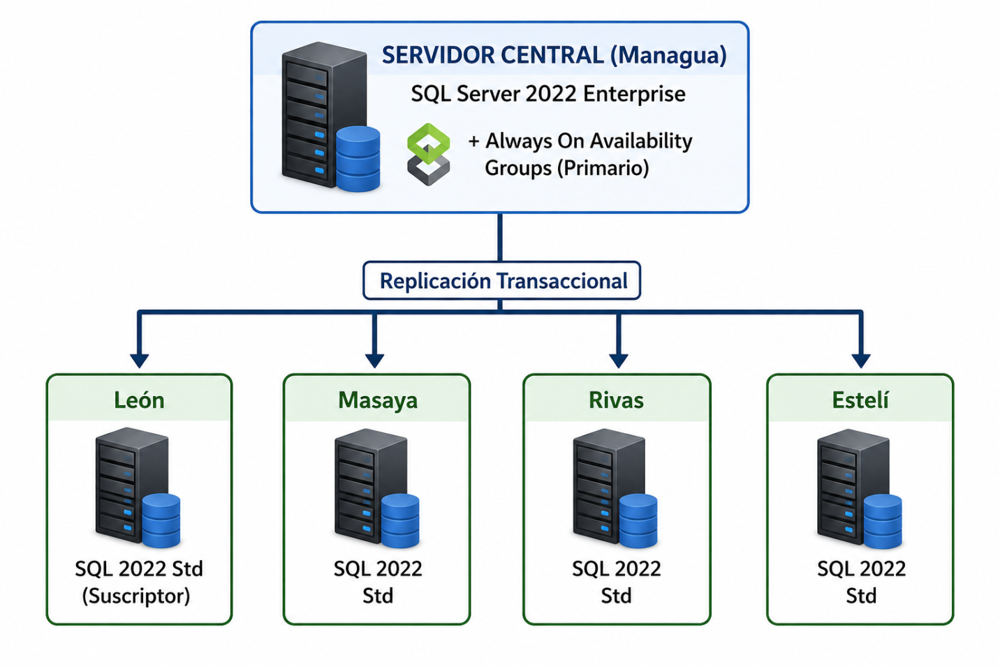 SERVIDOR CENTRAL (Managua)
SQL Server 2022 Enterprise
+ Always On Availability
Groups (Primario)
Replicación Transaccional
León
SQL 2022 Std
(Suscriptor)
Masaya
SQL 2022
Std
Rivas
SQL 2022
Std
Estelí
SQL 2022
Std